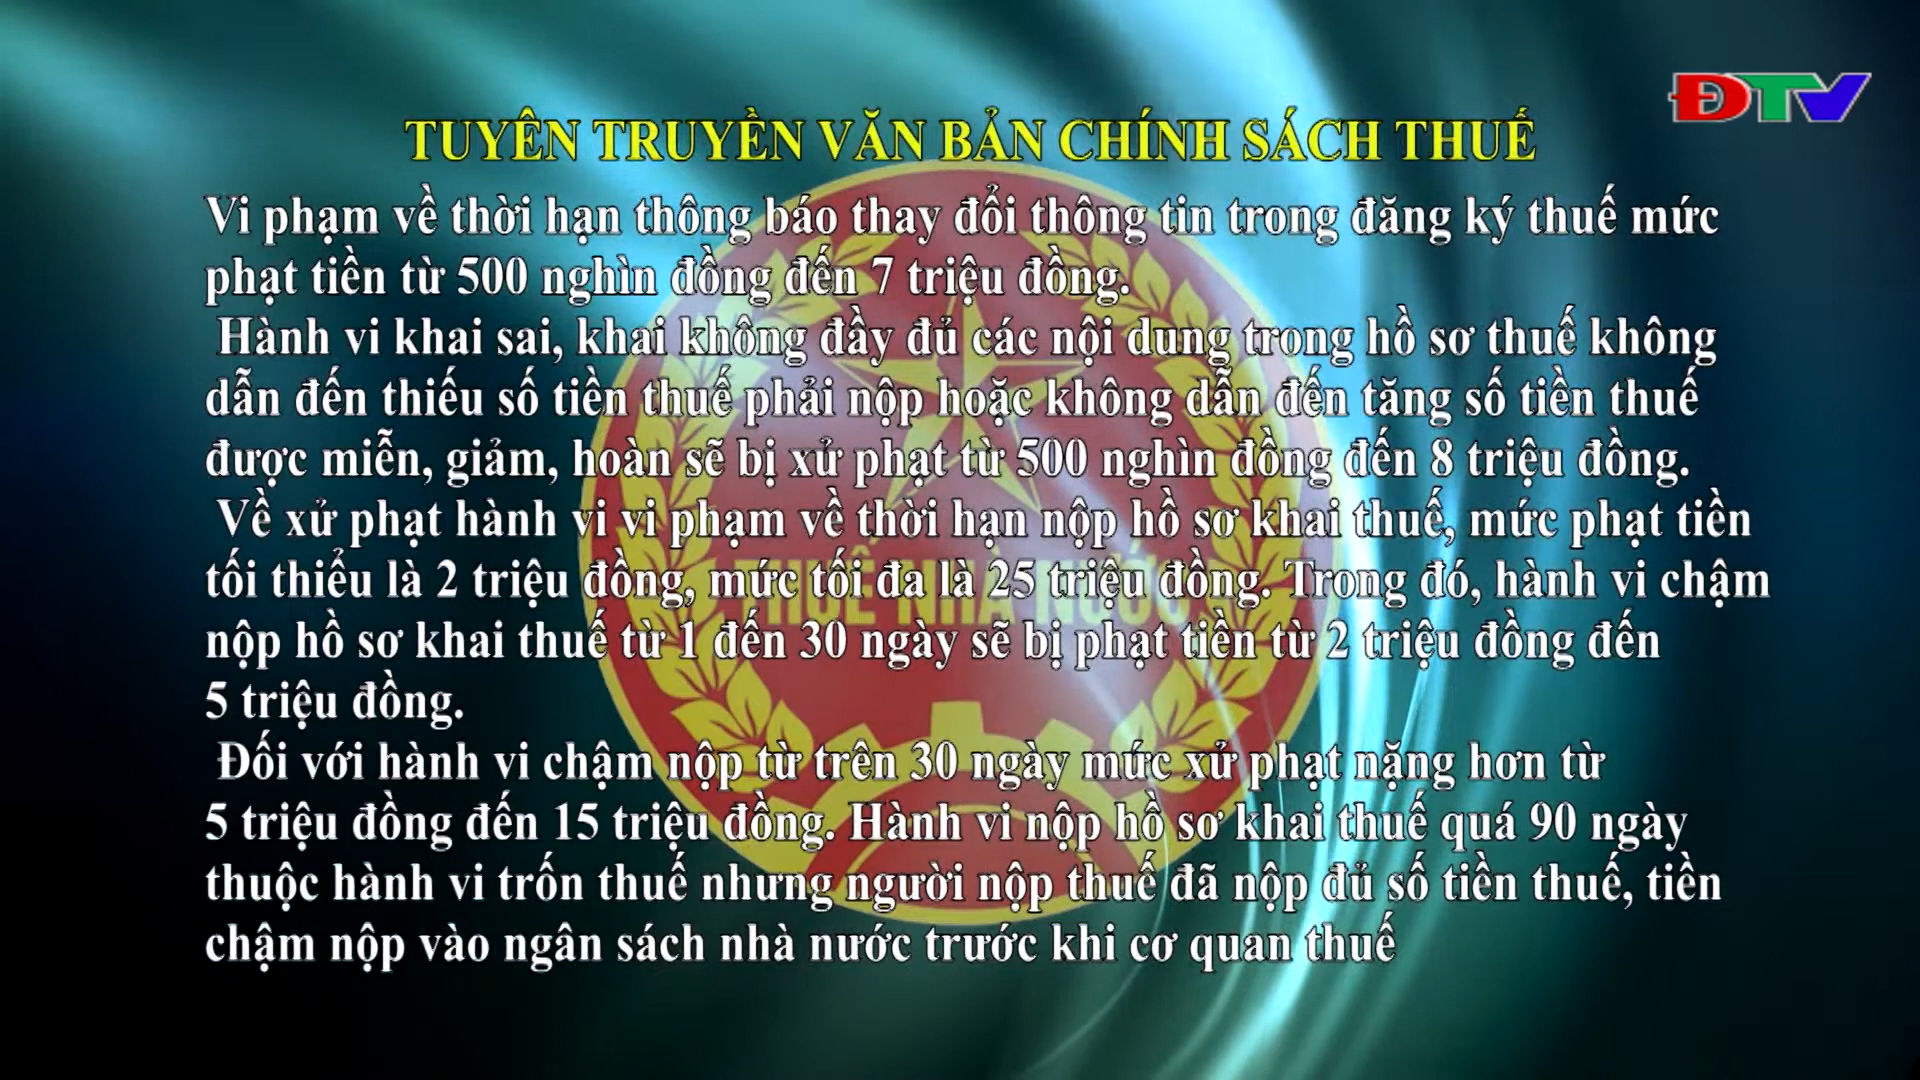 ĐTV
TUYÊN TRUYỀN VĂN BẢN CHÍNH SÁCH THUẾ
Vi phạm về thời hạn thông báo thay đổi thông tin trong đăng ký thuế mức
phạt tiền từ 500 nghìn đồng đến 7 triệu đồng.
Hành vi khai sai, khai không đầy đủ các nội dung trong hồ sơ thuế không
dẫn đến thiếu số tiền thuế phải nộp hoặc không dẫn đến tăng số tiền thuế
được miễn, giảm, hoàn sẽ bị xử phạt từ 500 nghìn đồng đến 8 triệu đồng.
Về xử phạt hành vi vi phạm về thời hạn nộp hồ sơ khai thuế, mức phạt tiền
tối thiểu là 2 triệu đồng, mức tối đa là 25 triệu đồng. Trong đó, hành vi chậm
nộp hồ sơ khai thuế từ 1 đến 30 ngày sẽ bị phạt tiền từ 2 triệu đồng đến
5 triệu đồng.
Đối với hành vi chậm nộp từ trên 30 ngày mức xử phạt nặng hơn từ
5 triệu đồng đến 15 triệu đồng. Hành vi nộp hồ sơ khai thuế quá 90 ngày
thuộc hành vi trốn thuế nhưng người nộp thuế đã nộp đủ số tiền thuế, tiền
chậm nộp vào ngân sách nhà nước trước khi cơ quan thuế
THUẾ NHÀ NƯỚC